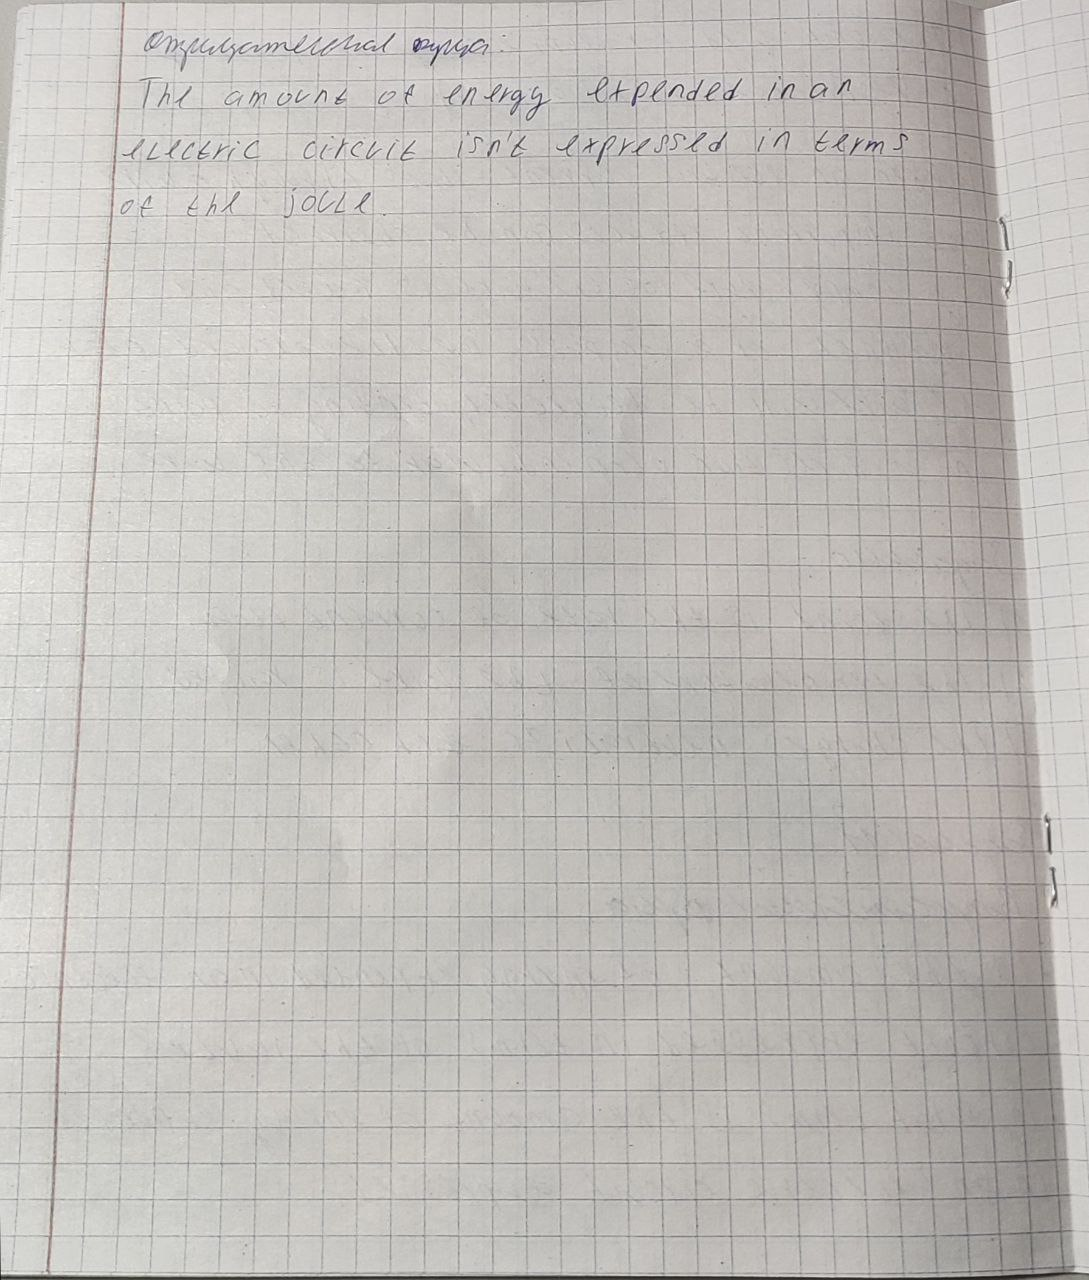 Отрицательная форма:
The amount of energy expended in an
electric circuit isn't expressed in terms
of the joule.